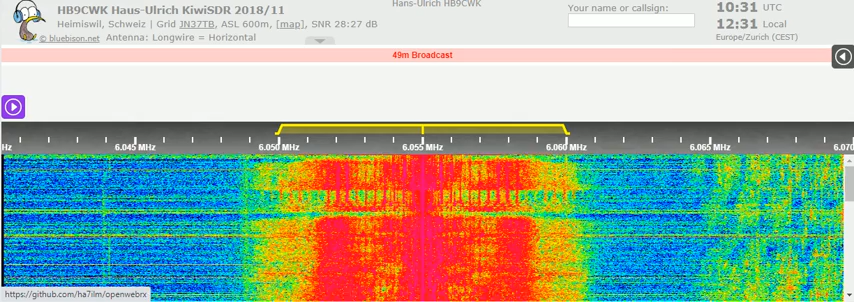 HB9CWK Haus-Ulrich KiwiSDR 2018/11
Heimiswil, Schweiz | Grid JN37TB, ASL 600m, [map], SNR 28:27 dB
© bluebison.net Antenna: Longwire = Horizontal
Hans-Ulrich HB9CWK
Your name or callsign:
10:31 UTC
12:31 Local
Europe/Zurich (CEST)
49m Broadcast
Hz 6.045 MHz 6.050 MHz 6.055 MHz 6.060 MHz 6.065 MHz 6.070
https://github.com/ha7ilm/openwebrx